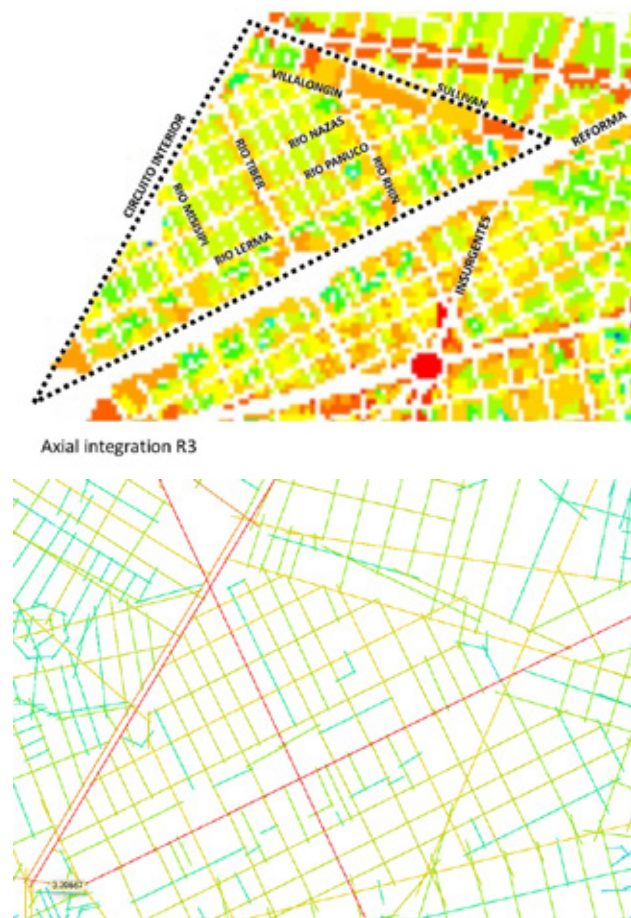 VILLALONGIN
SULLIVAN
REFORMA
CIRCUITO INTERIOR
RIO NAZAS
RIO TIBER
RIO PANUCO
RIO RHIN
RIO MISISIPI
RIO LERMA
INSURGENTES
Axial integration R3